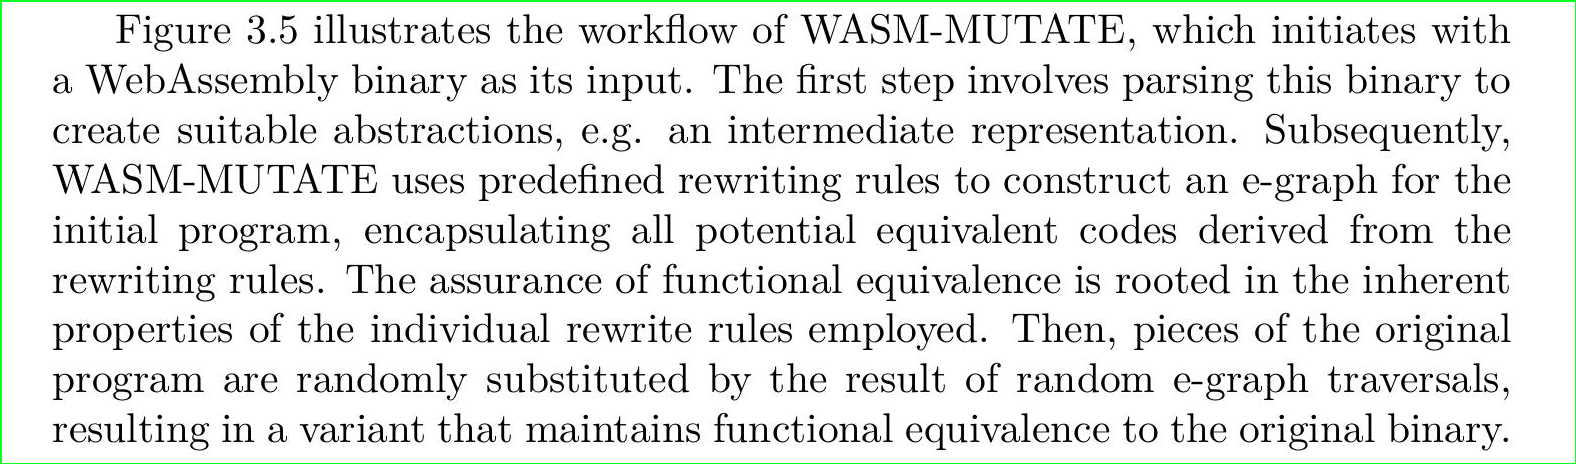 Figure 3.5 illustrates the workflow of WASM-MUTATE, which initiates with
a WebAssembly binary as its input. The first step involves parsing this binary to
create suitable abstractions, e.g. an intermediate representation. Subsequently,
WASM-MUTATE uses predefined rewriting rules to construct an e-graph for the
initial program, encapsulating all potential equivalent codes derived from the
rewriting rules. The assurance of functional equivalence is rooted in the inherent
properties of the individual rewrite rules employed. Then, pieces of the original
program are randomly substituted by the result of random e-graph traversals,
resulting in a variant that maintains functional equivalence to the original binary.